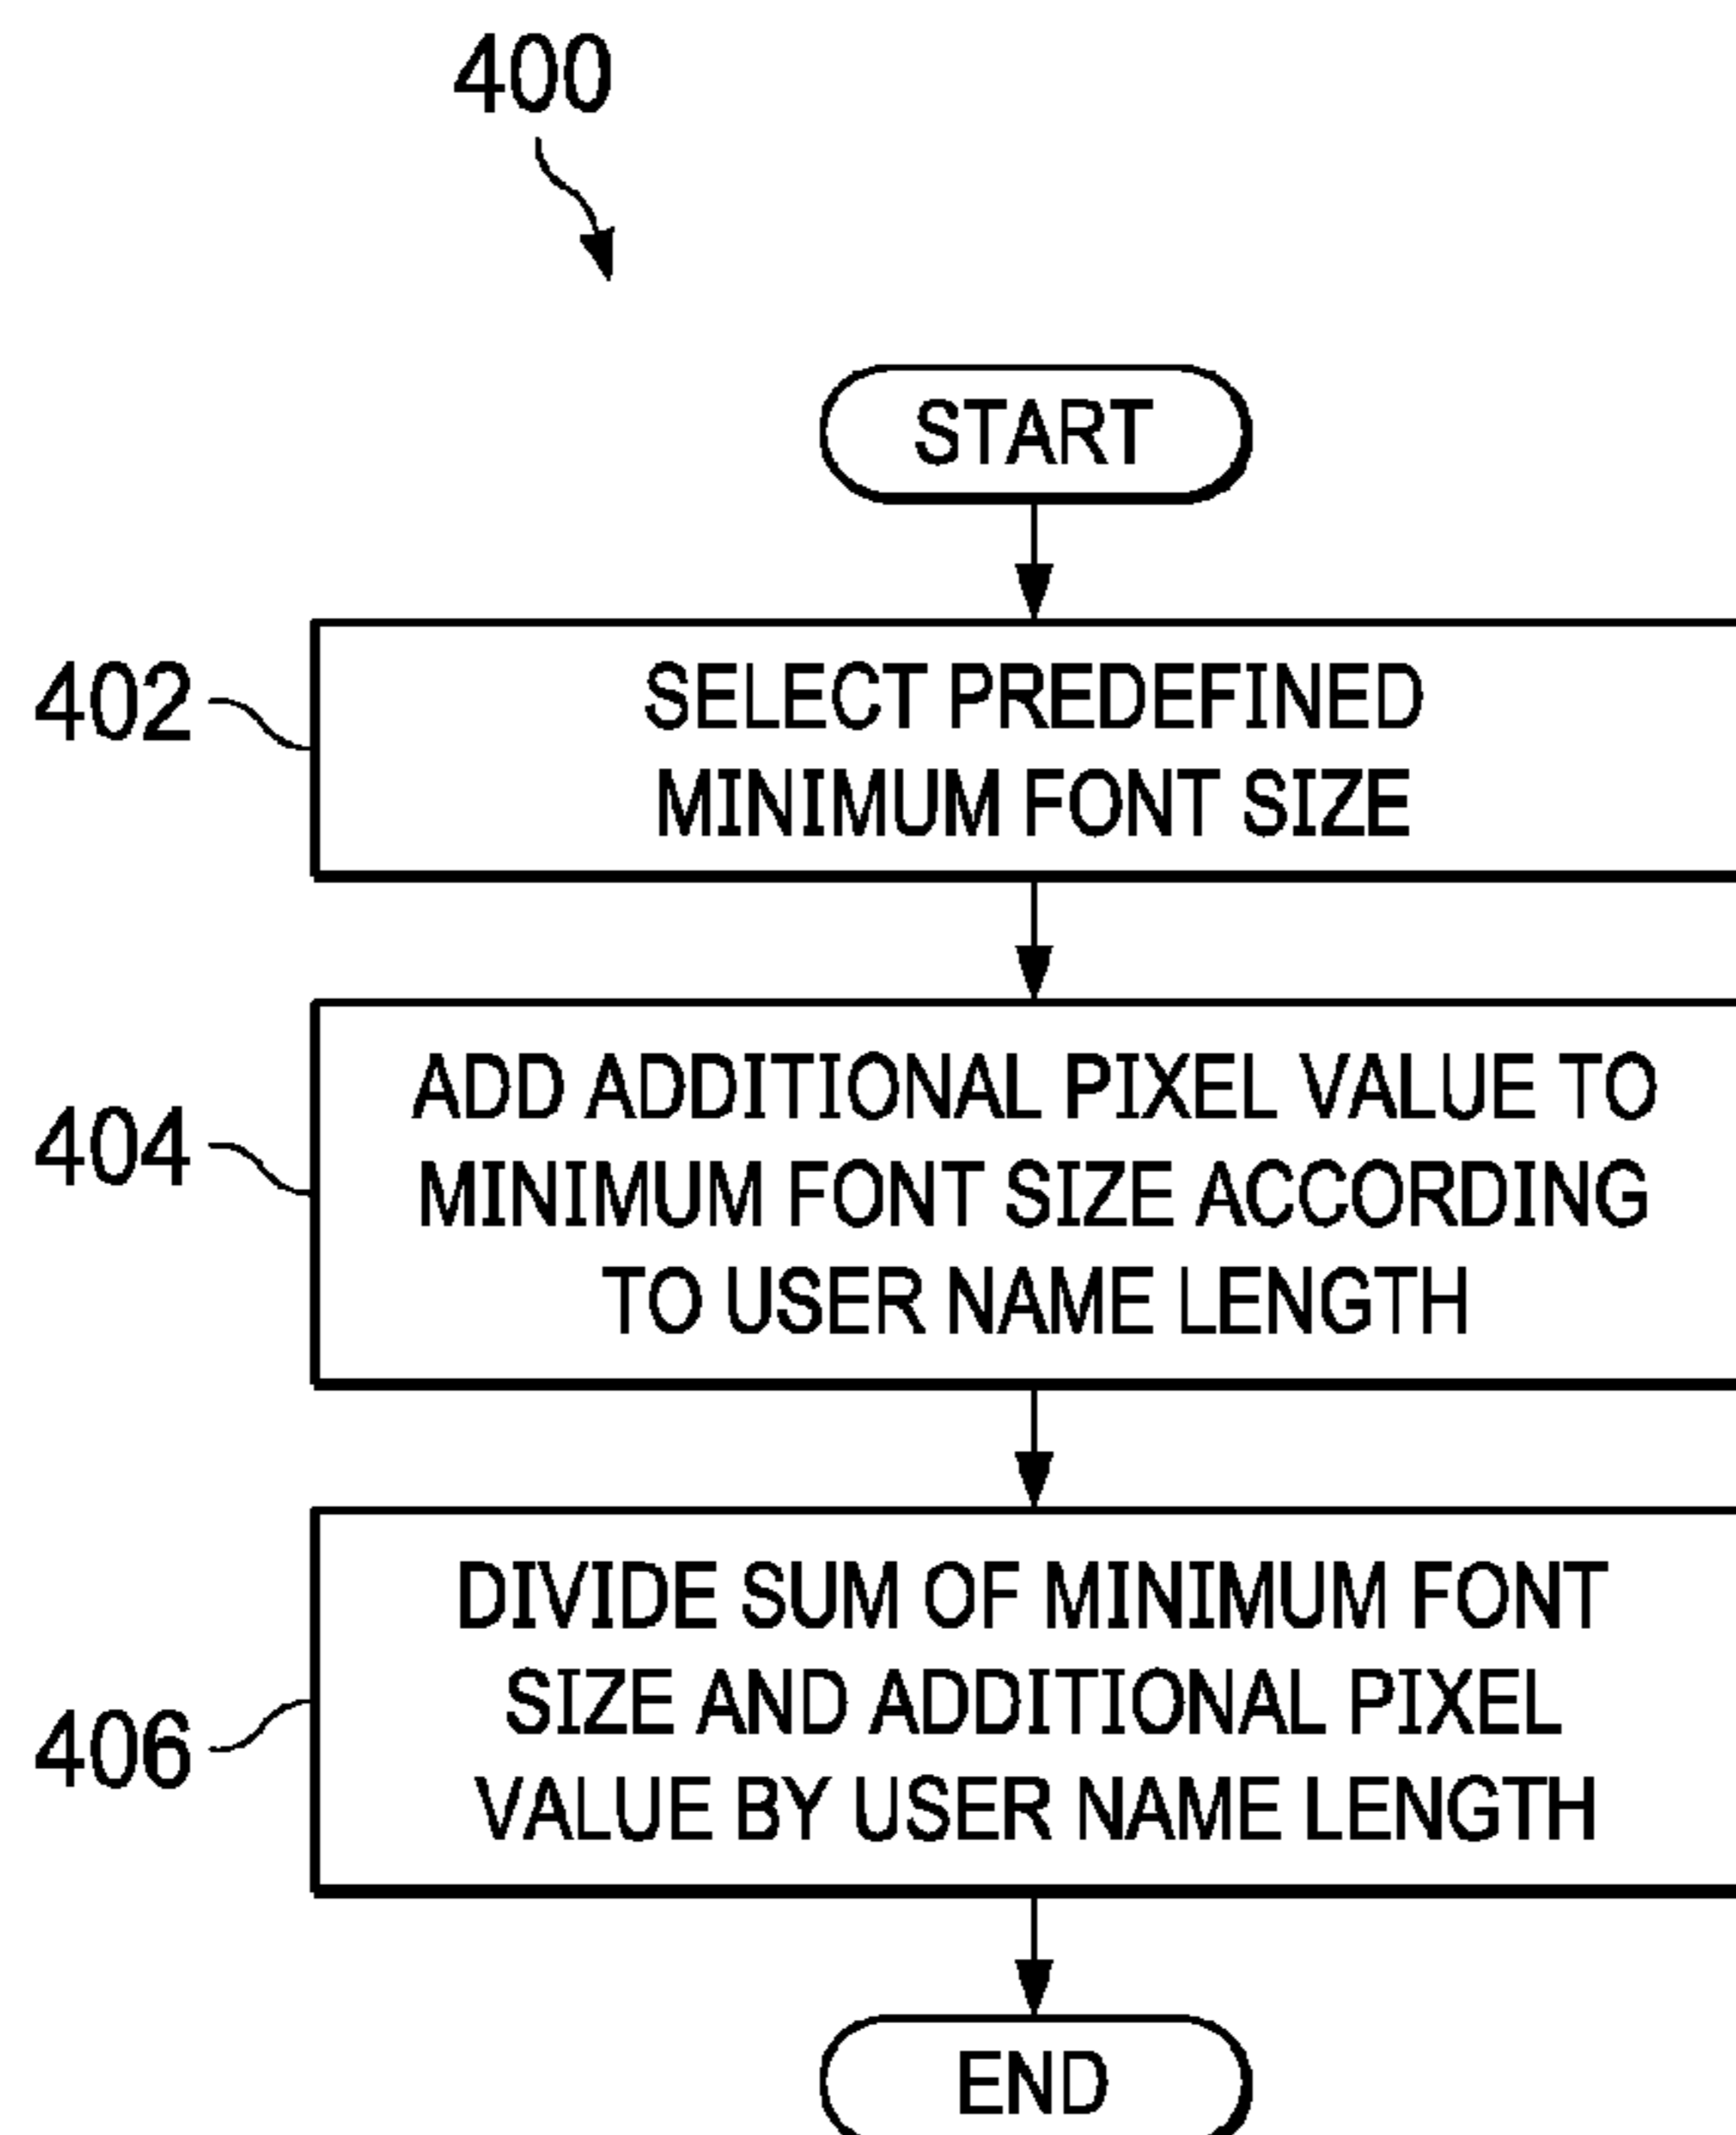 400
START
402
SELECT PREDEFINED
MINIMUM FONT SIZE
404
ADD ADDITIONAL PIXEL VALUE TO
MINIMUM FONT SIZE ACCORDING
TO USER NAME LENGTH
406
DIVIDE SUM OF MINIMUM FONT
SIZE AND ADDITIONAL PIXEL
VALUE BY USER NAME LENGTH
END